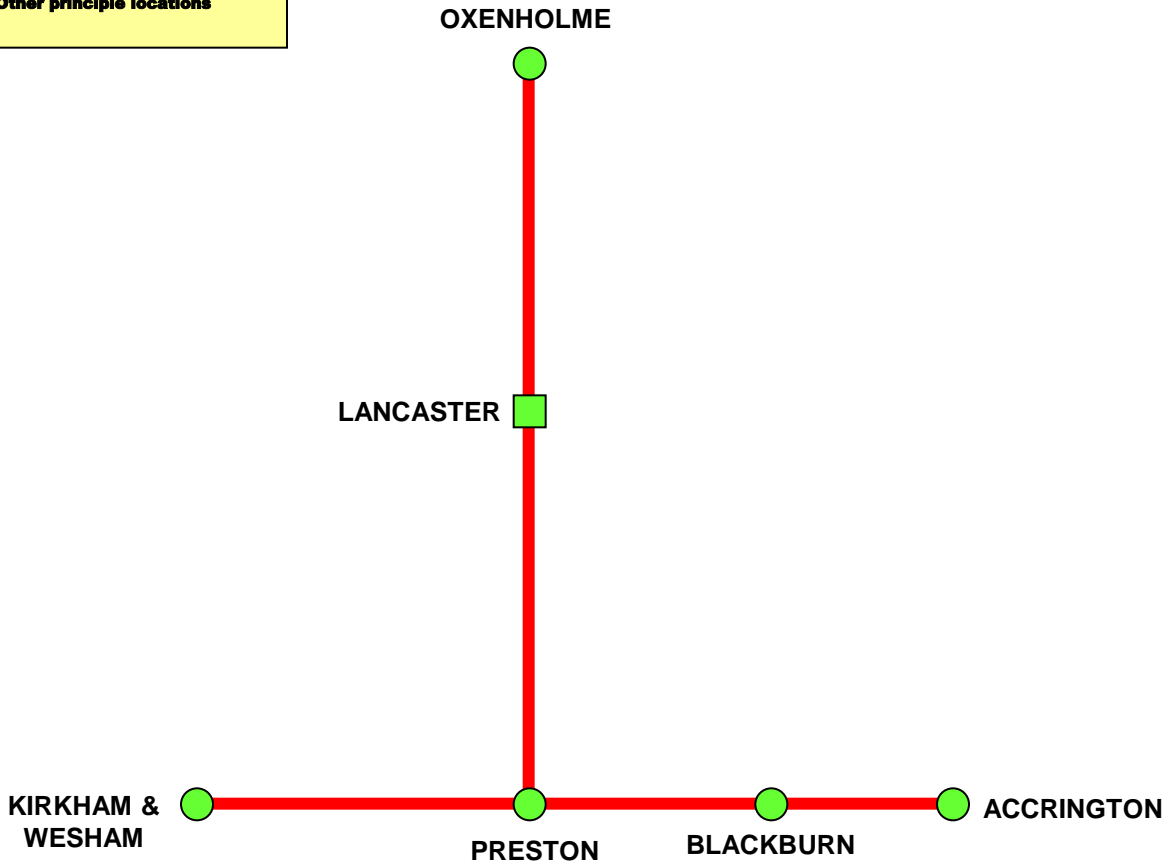 Other principle locations
OXENHOLME
LANCASTER
KIRKHAM &
WESHAM
PRESTON
BLACKBURN
ACCRINGTON